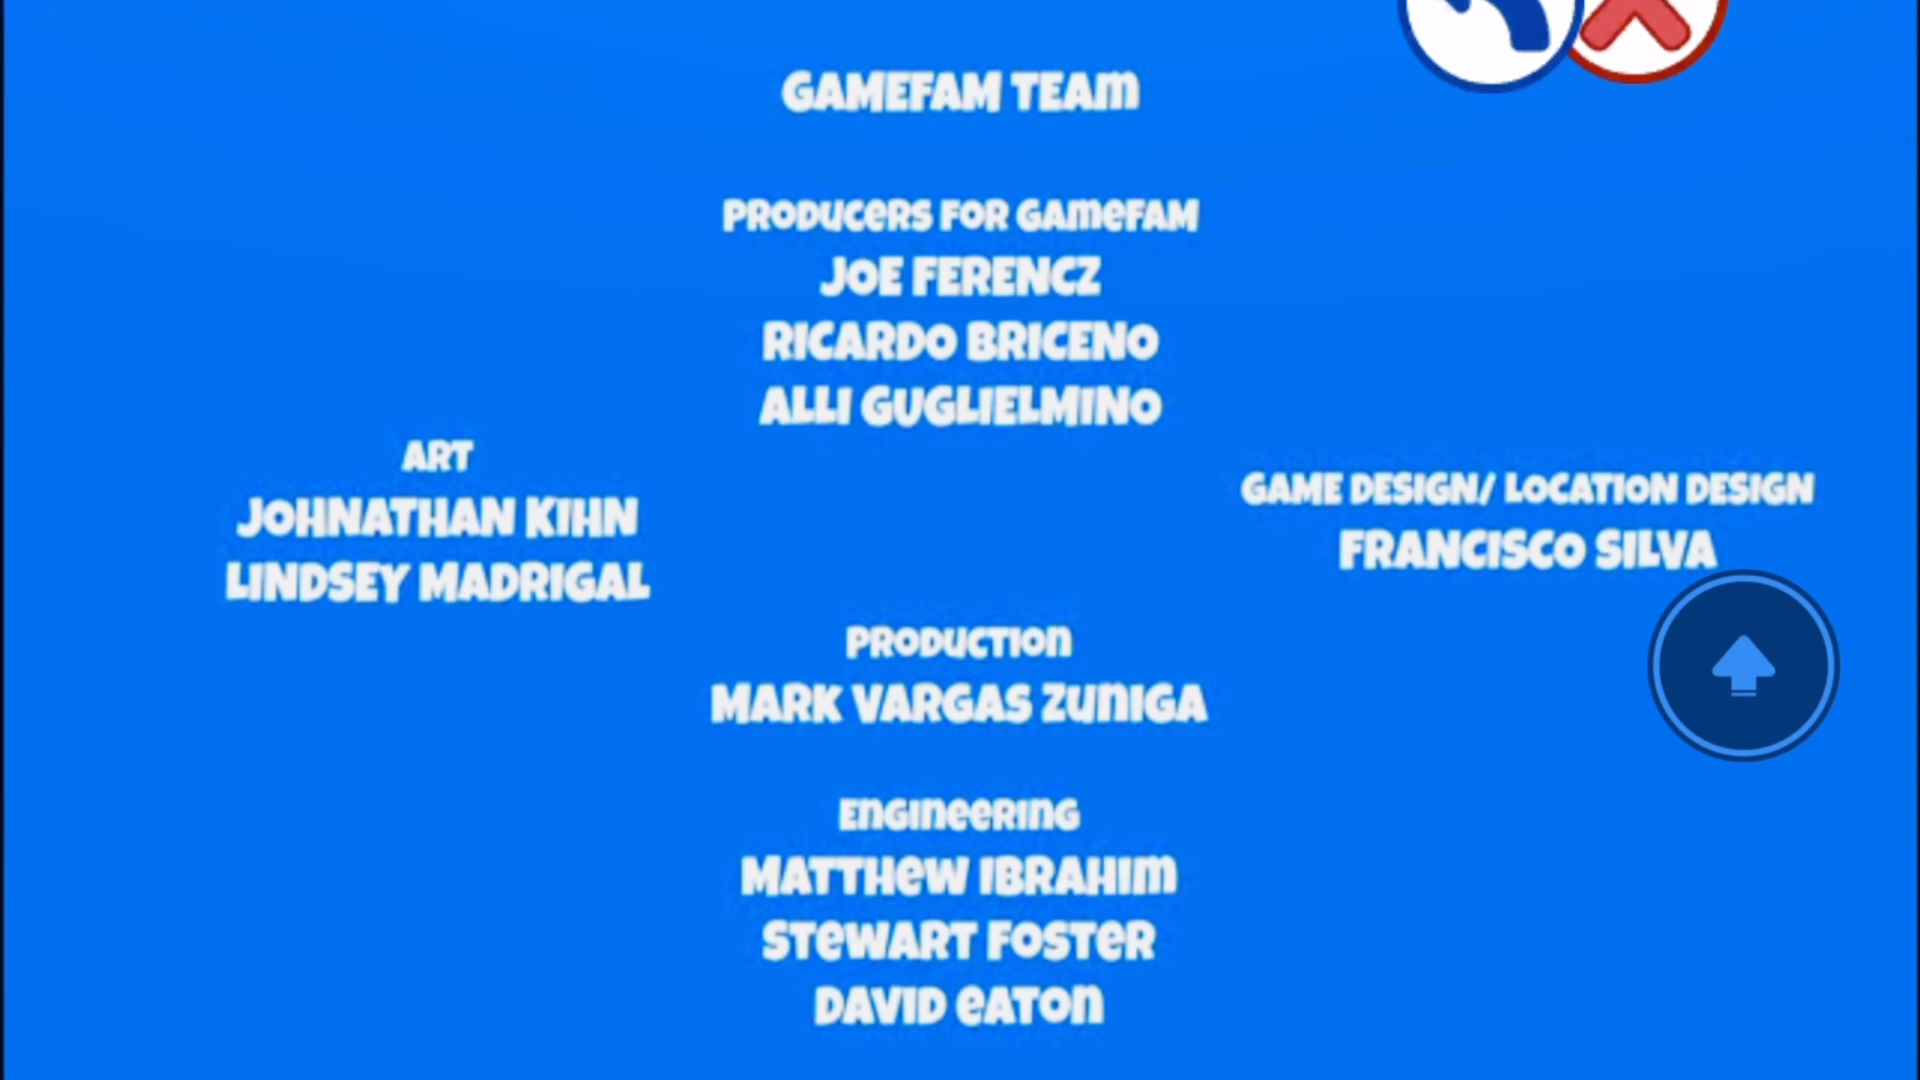 GAMEFAM TEAM
PRODUCERS FOR GAMEFAM
JOE FERENCZ
RICARDO BRICENO
ALLI GUGLIELMINO
ART
JOHNATHAN KIHN
LINDSEY MADRIGAL
GAME DESIGN/ LOCATION DESIGN
FRANCISCO SILVA
PRODUCTION
MARK VARGAS ZUNIGA
ENGINEERING
MATTHEW IBRAHIM
STEWART FOSTER
DAVID EATON